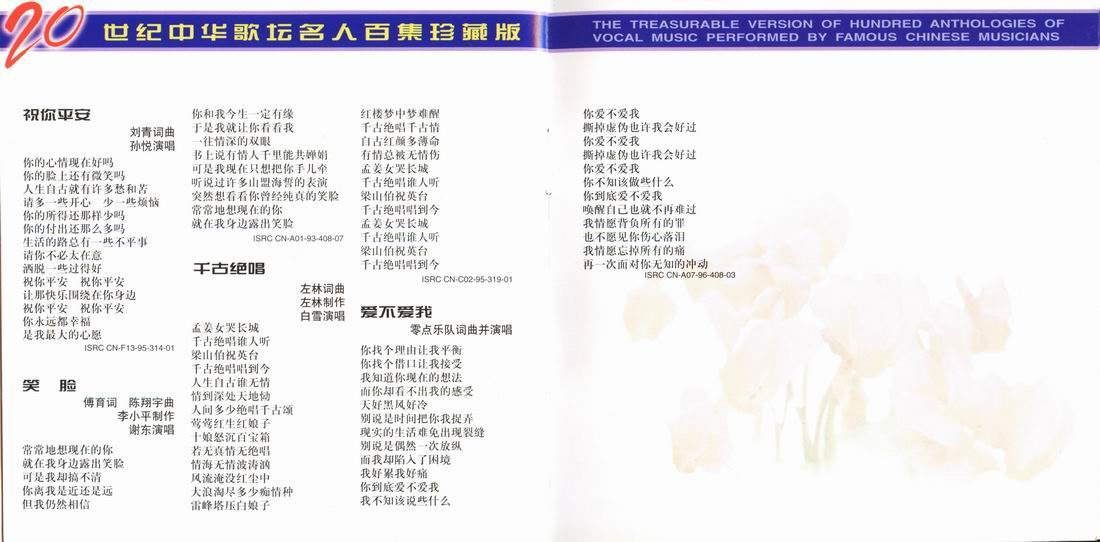 20 世纪中华歌坛名人百集珍藏版
THE TREASURABLE VERSION OF HUNDRED ANTHOLOGIES OF
VOCAL MUSIC PERFORMED BY FAMOUS CHINESE MUSICIANS
祝你平安
刘青词曲
孙悦演唱
你的心情现在好吗
你的脸上还有微笑吗
人生自古就有许多愁和苦
请多一些开心 少一些烦恼
你的所得还那样少吗
你的付出还那么多吗
生活的路总有一些不平事
请你不必太在意
洒脱一些过得好
祝你平安 祝你平安
让那快乐围绕在你身边
祝你平安 祝你平安
你永远都幸福
是我最大的心愿
ISRC CN-F13-95-314-01
笑 脸
傅育词 陈翔宇曲
李小平制作
谢东演唱
常常地想现在的你
就在我身边露出笑脸
可是我却搞不清
你离我是近还是远
但我仍然相信
你和我今生一定有缘
于是我就让你看看我
一往情深的双眼
书上说有情人千里能共婵娟
可是我现在只想把你手儿牵
听说过许多山盟海誓的表演
突然想看看你曾经纯真的笑脸
常常地想现在的你
就在我身边露出笑脸
ISRC CN-A01-93-408-07
千古绝唱
左林词曲
左林制作
白雪演唱
孟姜女哭长城
千古绝唱谁人听
梁山伯祝英台
千古绝唱唱到今
人生自古谁无情
情到深处天地恸
人间多少绝唱千古颂
莺莺红生红娘子
十娘怒沉百宝箱
若无真情无绝唱
情海无情波涛汹
风流淹没红尘中
大浪淘尽多少痴情种
雷峰塔压白娘子
红楼梦中梦难醒
千古绝唱千古情
自古红颜多薄命
有情总被无情伤
孟姜女哭长城
千古绝唱谁人听
梁山伯祝英台
千古绝唱唱到今
孟姜女哭长城
千古绝唱谁人听
梁山伯祝英台
千古绝唱唱到今
ISRC CN-C02-95-319-01
爱不爱我
零点乐队词曲并演唱
你找个理由让我平衡
你找个借口让我接受
我知道你现在的想法
而你却看不出我的感受
天好黑风好冷
别说是时间把你我捉弄
现实的生活难免出现裂缝
别说是偶然一次放纵
而我却陷入了困境
我好累我好痛
你到底爱不爱我
我不知该说些什么
你爱不爱我
撕掉虚伪也许我会好过
你爱不爱我
撕掉虚伪也许我会好过
你爱不爱我
你不知该做些什么
你到底爱不爱我
唤醒自己也就不再难过
我情愿背负所有的罪
也不愿见你伤心落泪
我情愿忘掉所有的痛
再一次面对你无知的冲动
ISRC CN-A07-96-408-03